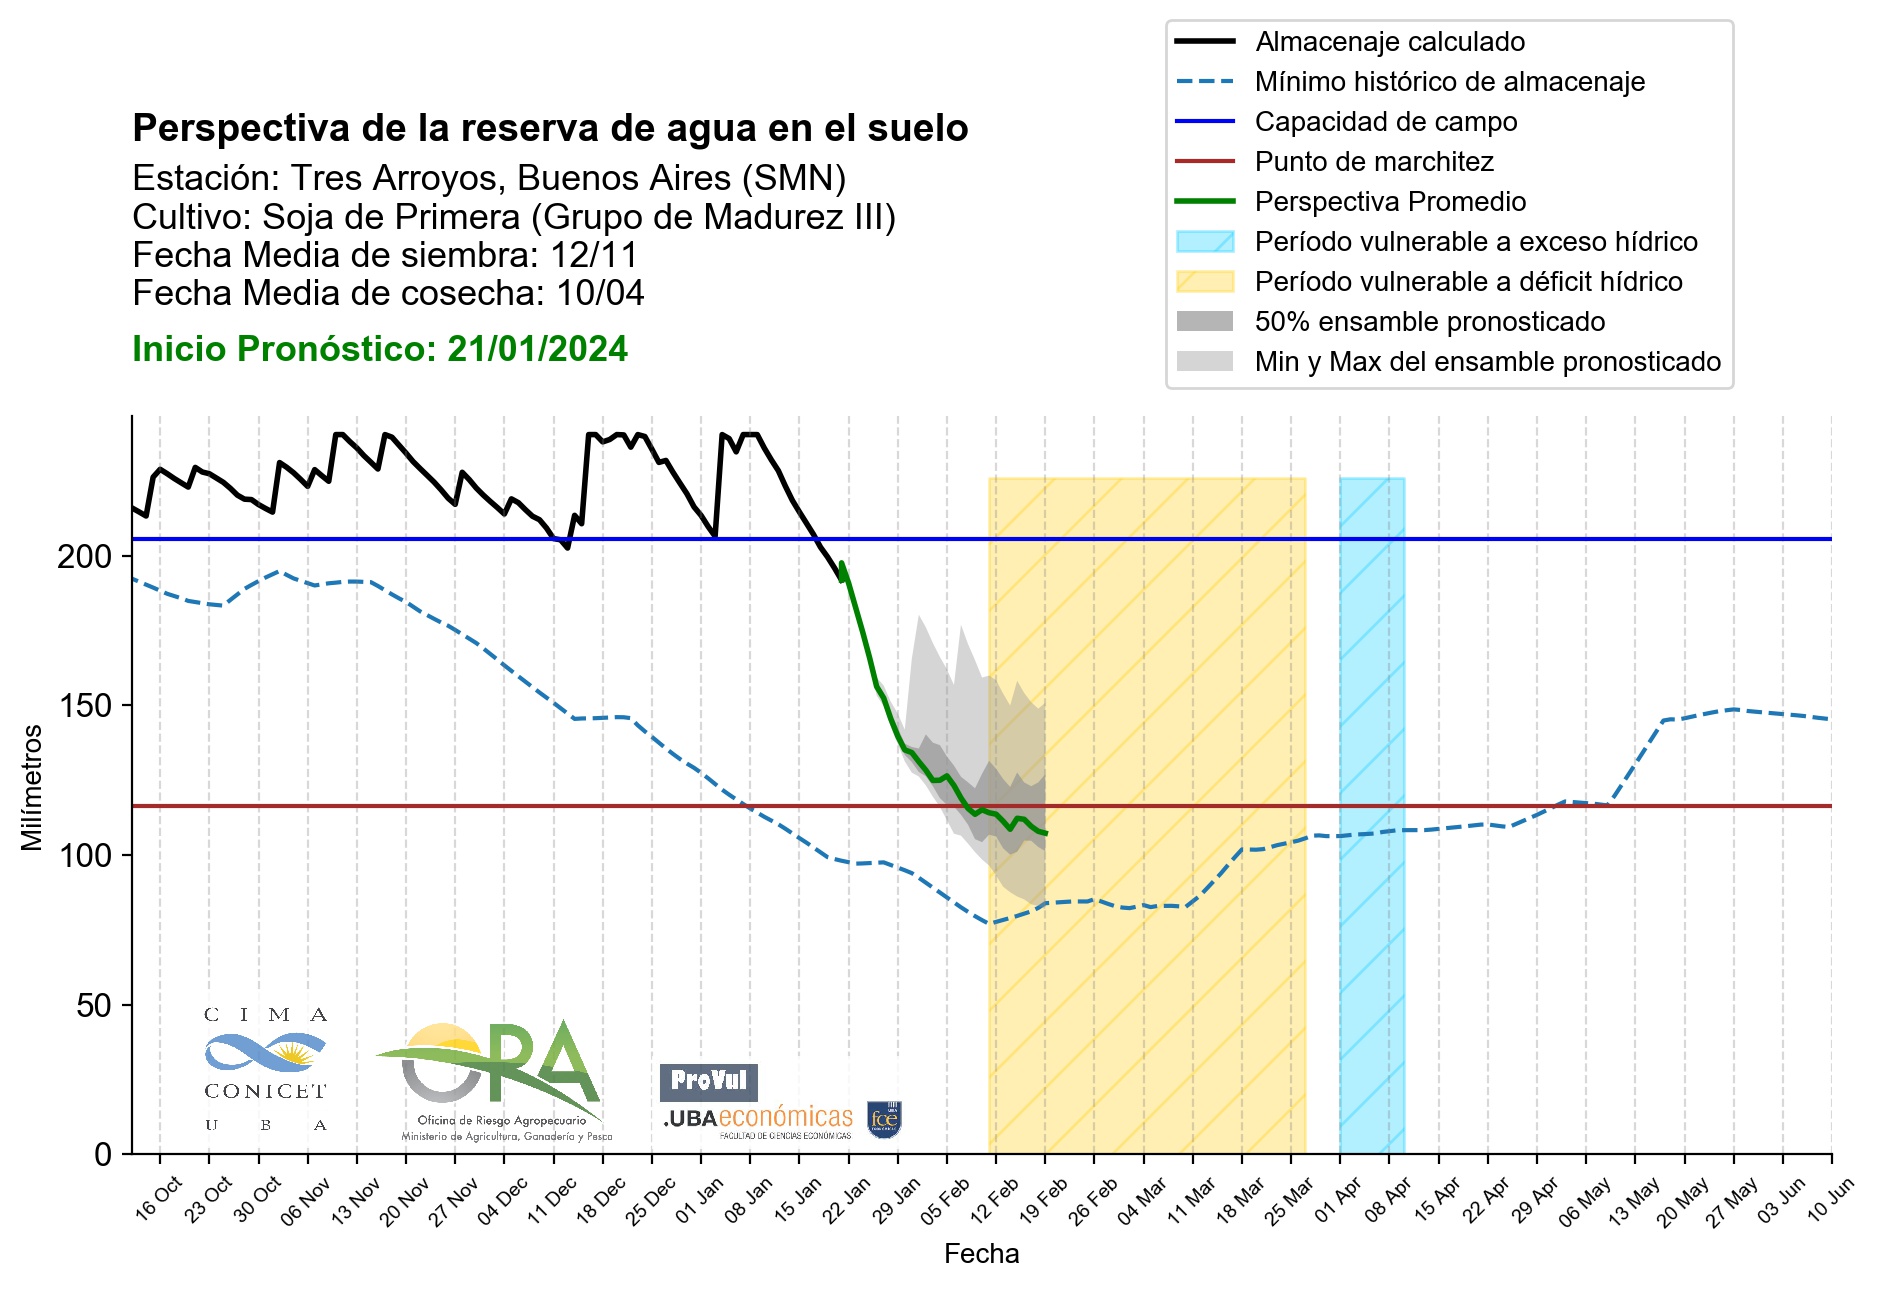 Almacenaje calculado
Mínimo histórico de almacenaje
Capacidad de campo
Punto de marchitez
Perspectiva Promedio
Período vulnerable a exceso hídrico
Período vulnerable a déficit hídrico
50% ensamble pronosticado
Min y Max del ensamble pronosticado
Perspectiva de la reserva de agua en el suelo
Estación: Tres Arroyos, Buenos Aires (SMN)
Cultivo: Soja de Primera (Grupo de Madurez III)
Fecha Media de siembra: 12/11
Fecha Media de cosecha: 10/04
Inicio Pronóstico: 21/01/2024
Milímetros
200
150
100
50
0
CIMA
CONICET
UBA
ORA
Oficina de Riesgo Agropecuario
Ministerio de Agricultura, Ganadería y Pesca
ProVul
.UBAeconómicas
FACULTAD DE CIENCIAS ECONÓMICAS
fce
16 Oct
23 Oct
30 Oct
06 Nov
13 Nov
20 Nov
27 Nov
04 Dec
11 Dec
18 Dec
25 Dec
01 Jan
08 Jan
15 Jan
22 Jan
29 Jan
05 Feb
12 Feb
19 Feb
26 Feb
04 Mar
11 Mar
18 Mar
25 Mar
01 Apr
08 Apr
15 Apr
22 Apr
29 Apr
06 May
13 May
20 May
27 May
03 Jun
10 Jun
Fecha